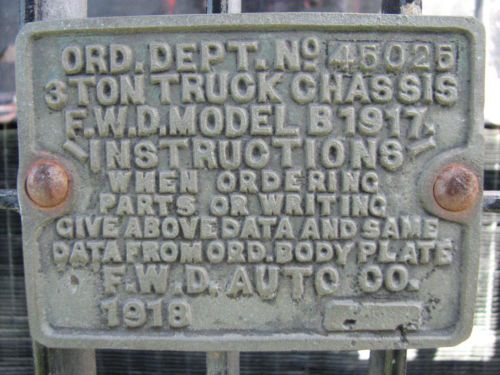 ORD. DEPT. No 45025
3 TON TRUCK CHASSIS
F.W.D. MODEL B 1917.
"INSTRUCTIONS"
WHEN ORDERING
PARTS OR WRITING
GIVE ABOVE DATA AND SAME
DATA FROM ORD. BODY PLATE
F.W.D. AUTO CO.
1918